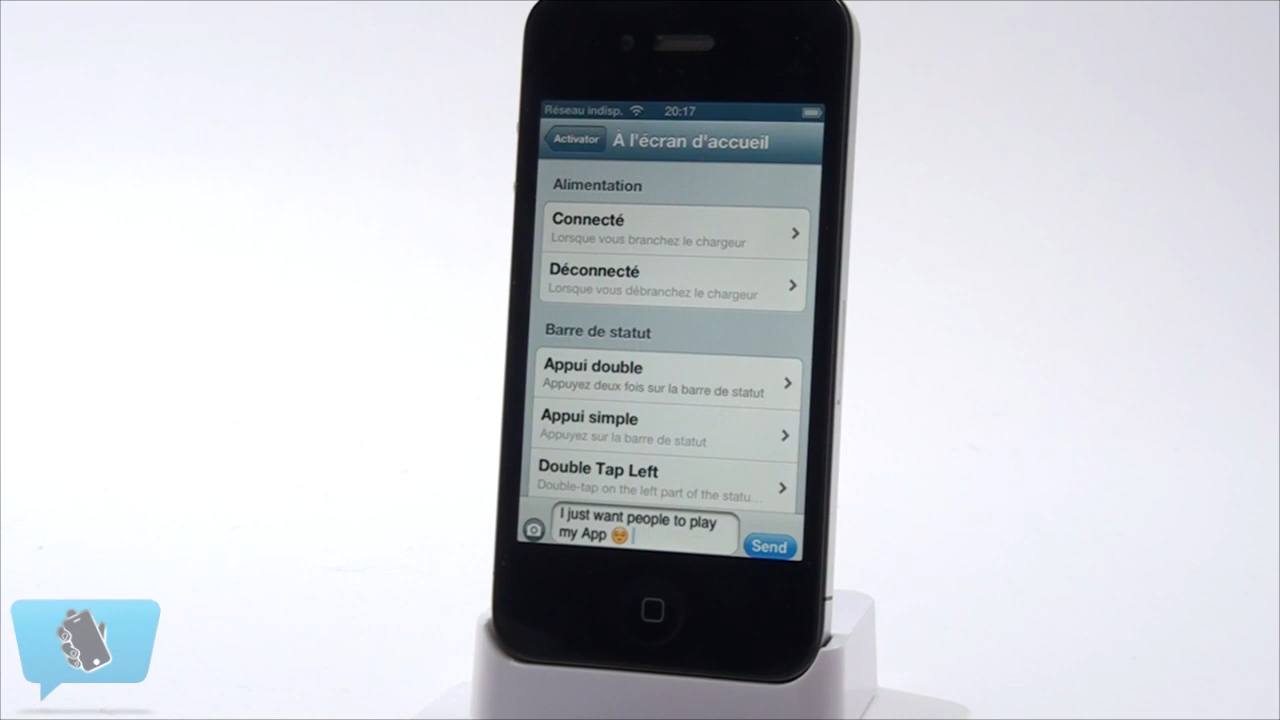 Réseau indisp. 20:17
Activator À l'écran d'accueil
Alimentation
Connecté
Lorsque vous branchez le chargeur
Déconnecté
Lorsque vous débranchez le chargeur
Barre de statut
Appui double
Appuyez deux fois sur la barre de statut
Appui simple
Appuyez sur la barre de statut
Double Tap Left
Double-tap on the left part of the statu...
I just want people to play
my App 😊
Send